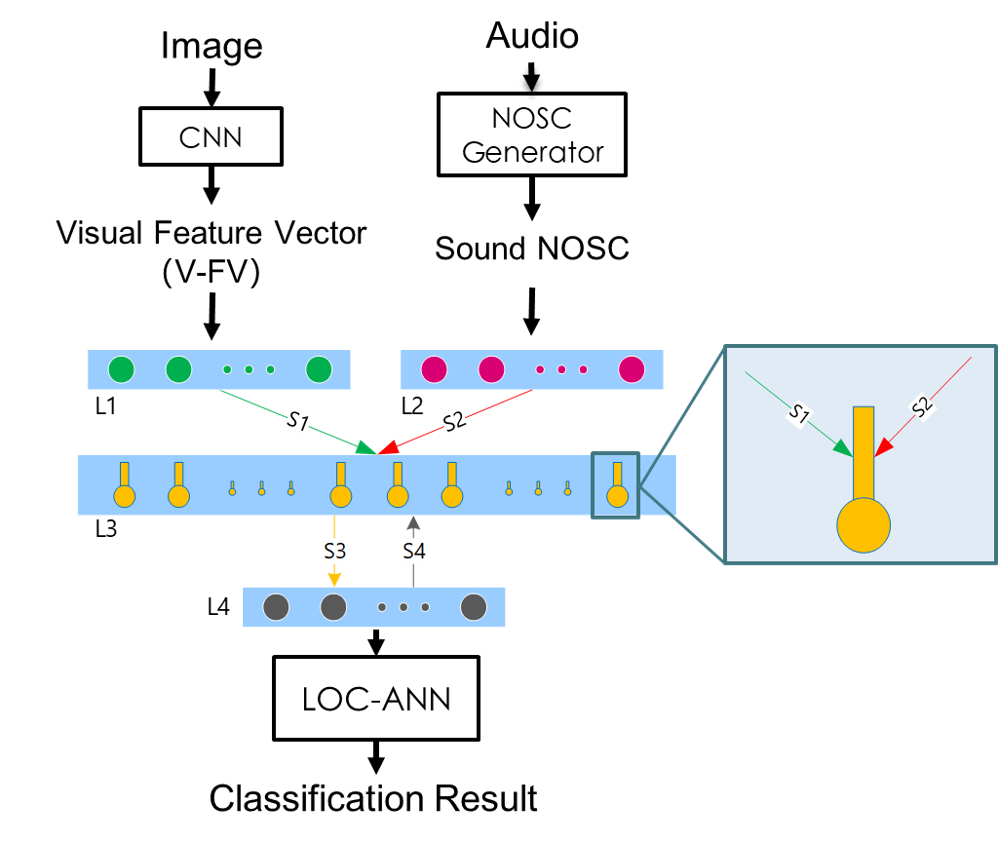 Image
Audio
CNN
NOSC
Generator
Visual Feature Vector
(V-FV)
Sound NOSC
L1
S1
L2
S2
L3
S1
S2
S3
S4
L4
LOC-ANN
Classification Result